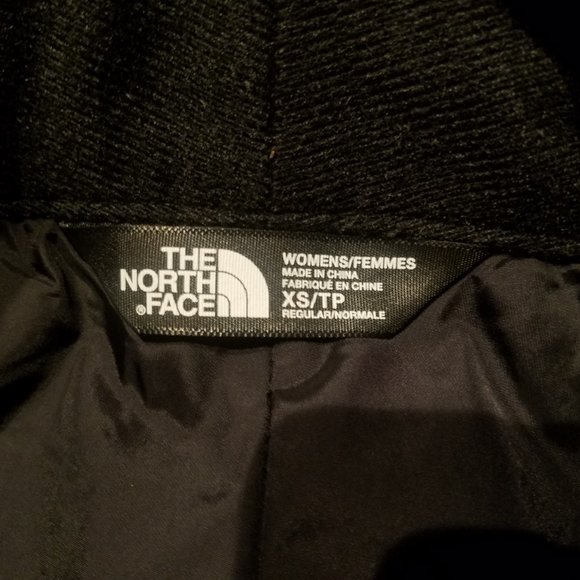 THE
NORTH
FACE®
WOMENS/FEMMES
MADE IN CHINA
FABRIQUÉ EN CHINE
XS/TP
REGULAR/NORMALE